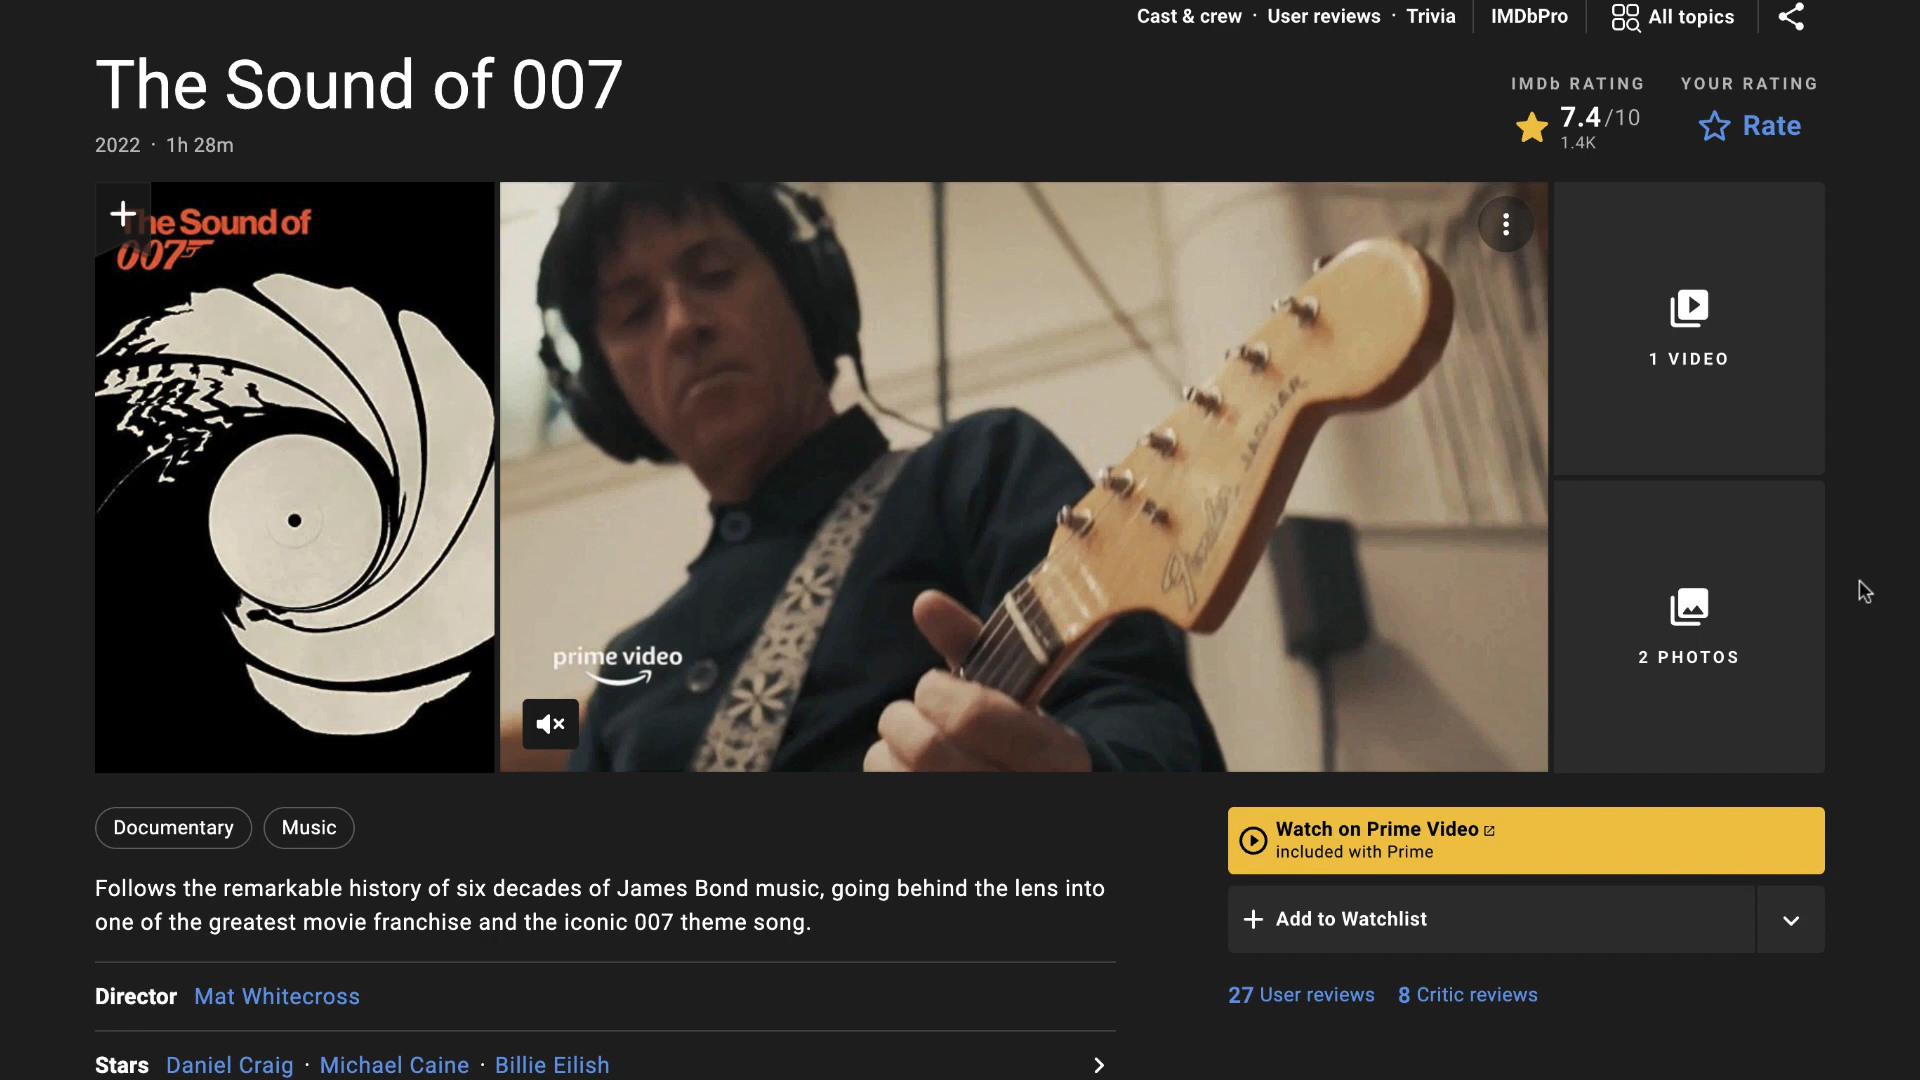 Cast & crew · User reviews · Trivia
IMDbPro
All topics
The Sound of 007
2022 · 1h 28m
IMDb RATING
7.4/10
1.4K
YOUR RATING
Rate
The Sound of
007
JAGUAR
Fender
prime video
1 VIDEO
2 PHOTOS
Documentary
Music
Follows the remarkable history of six decades of James Bond music, going behind the lens into
one of the greatest movie franchise and the iconic 007 theme song.
Director Mat Whitecross
Stars Daniel Craig · Michael Caine · Billie Eilish
Watch on Prime Video
included with Prime
Add to Watchlist
27 User reviews 8 Critic reviews